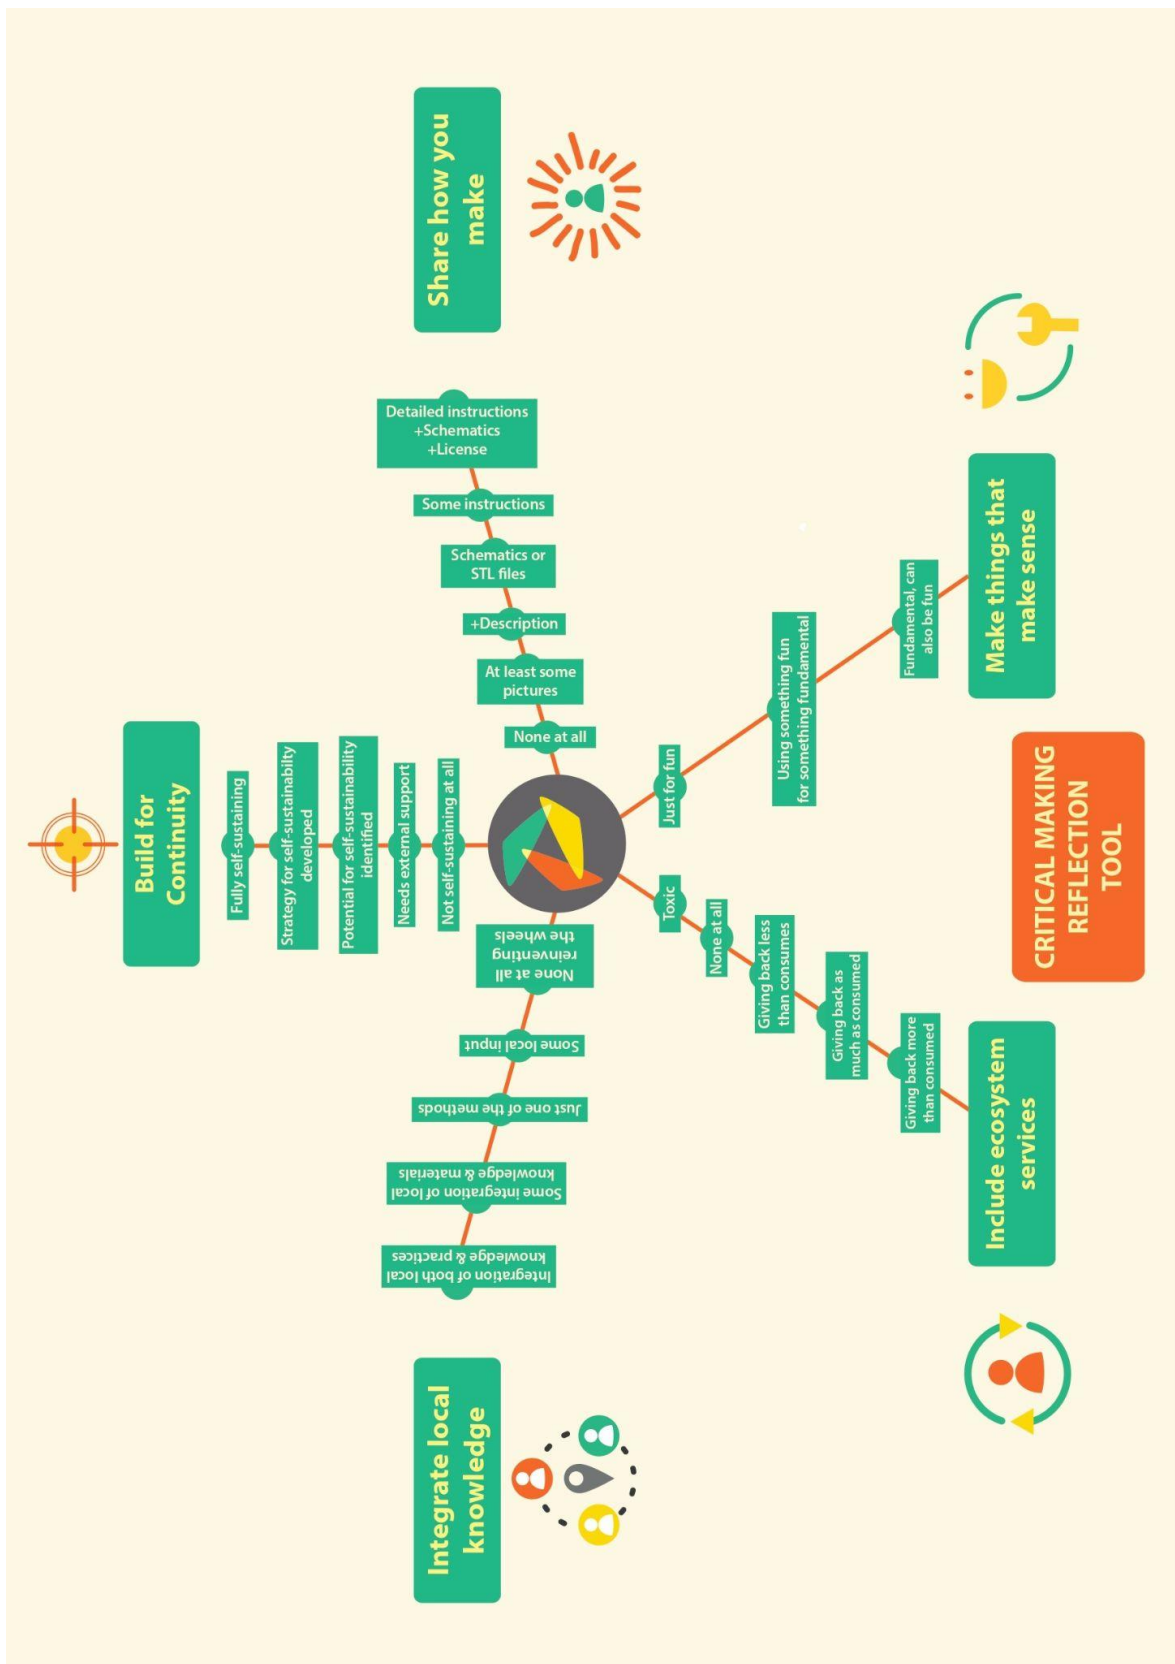 Build for
Continuity
Fully self-sustaining
Strategy for self-sustainabilty
developed
Potential for self-sustainability
identified
Needs external support
Not self-sustaining at all
Share how you
make
Detailed instructions
+Schematics
+License
Some instructions
Schematics or
STL files
+Description
At least some
pictures
None at all
Make things that
make sense
Just for fun
Using something fun
for something fundamental
Fundamental, can
also be fun
Include ecosystem
services
Toxic
None at all
Giving back less
than consumes
Giving back as
much as consumed
Giving back more
than consumed
Integrate local
knowledge
None at all
reinventing
the wheels
Some local input
Just one of the methods
Some integration of local
knowledge & materials
Integration of both local
knowledge & practices
CRITICAL MAKING
REFLECTION
TOOL